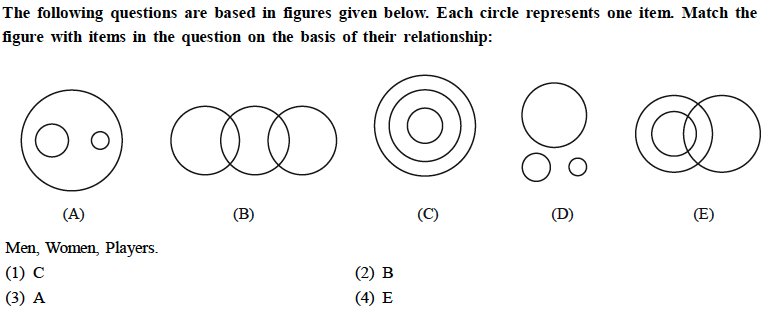 The following questions are based in figures given below. Each circle represents one item. Match the
figure with items in the question on the basis of their relationship:
(A) (B) (C) (D) (E)
Men, Women, Players.
(1) C (2) B
(3) A (4) E